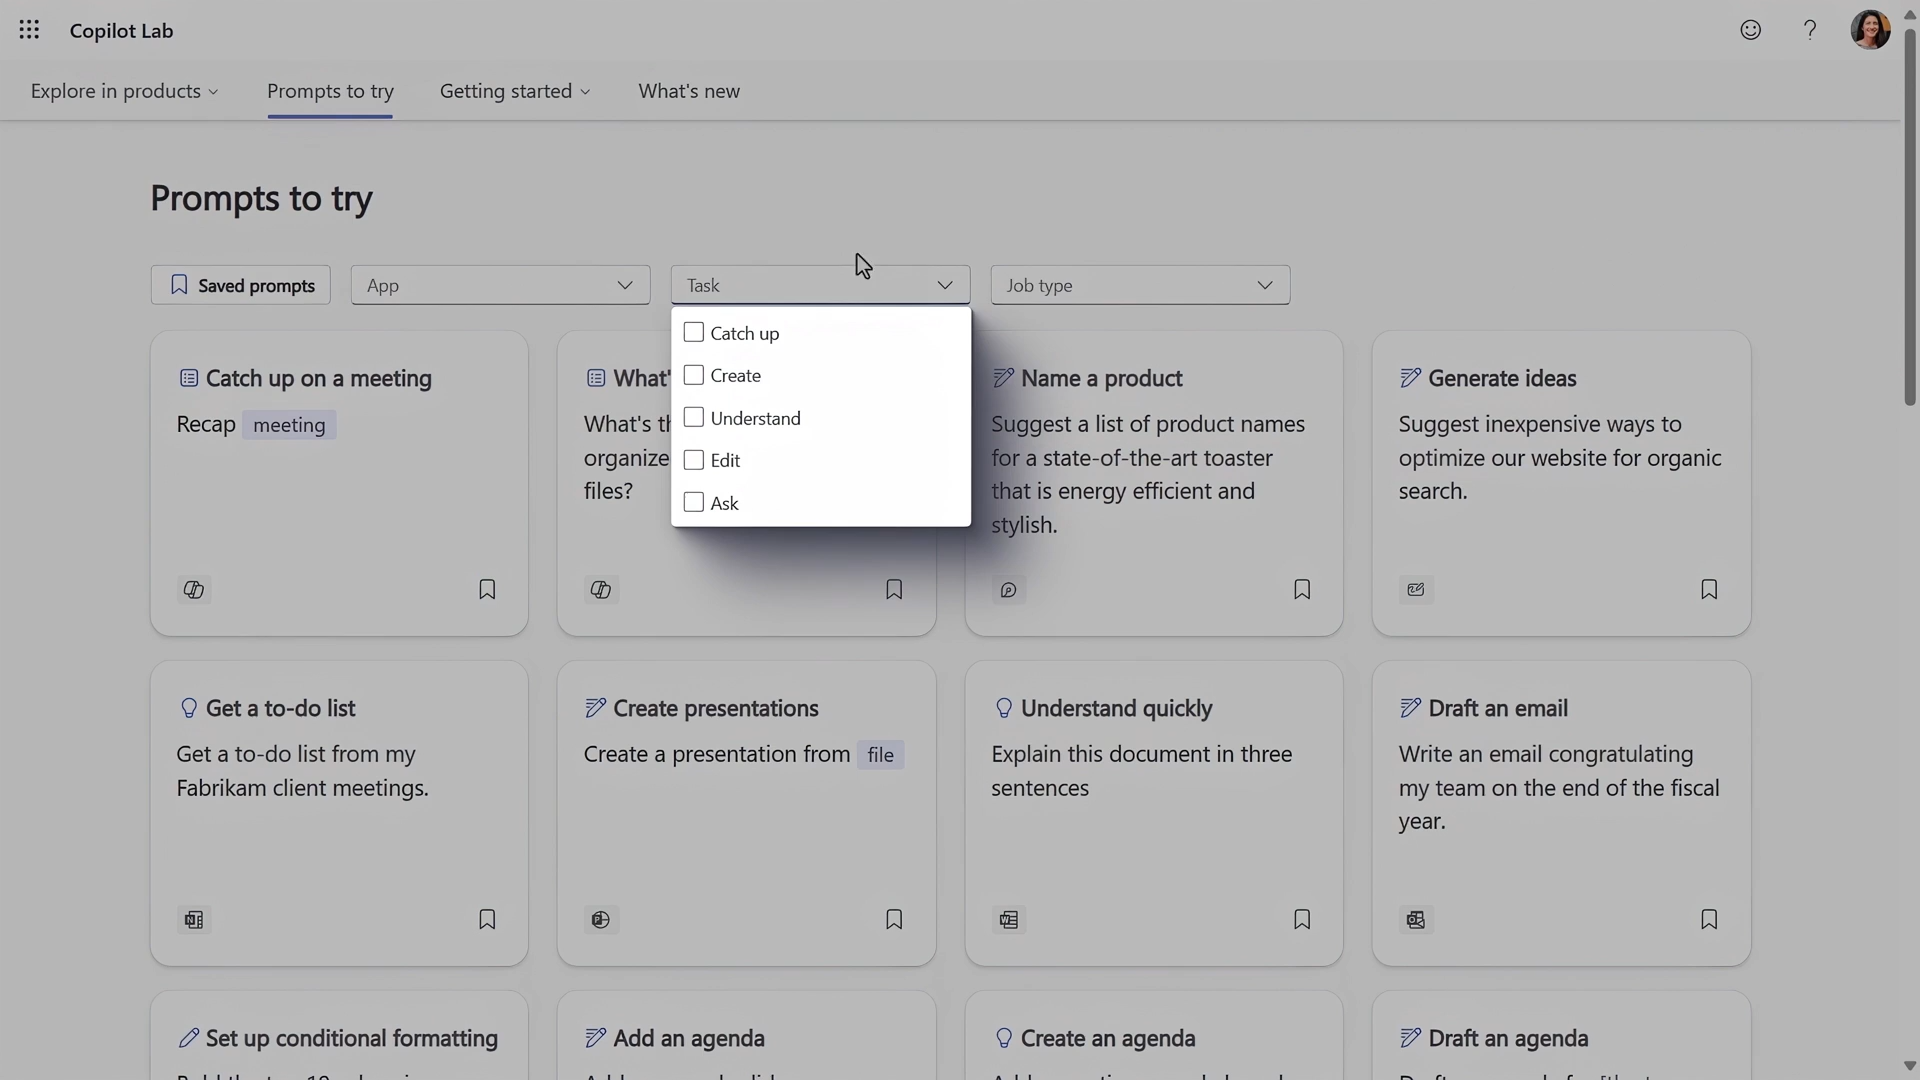 Copilot Lab
Explore in products
Prompts to try
Getting started
What's new
Prompts to try
Saved prompts
App
Task
Job type
Catch up
Create
Understand
Edit
Ask
Catch up on a meeting
Recap meeting
What'
What's th
organize
files?
Name a product
Suggest a list of product names
for a state-of-the-art toaster
that is energy efficient and
stylish.
Generate ideas
Suggest inexpensive ways to
optimize our website for organic
search.
Get a to-do list
Get a to-do list from my
Fabrikam client meetings.
Create presentations
Create a presentation from file
Understand quickly
Explain this document in three
sentences
Draft an email
Write an email congratulating
my team on the end of the fiscal
year.
Set up conditional formatting
Add an agenda
Create an agenda
Draft an agenda